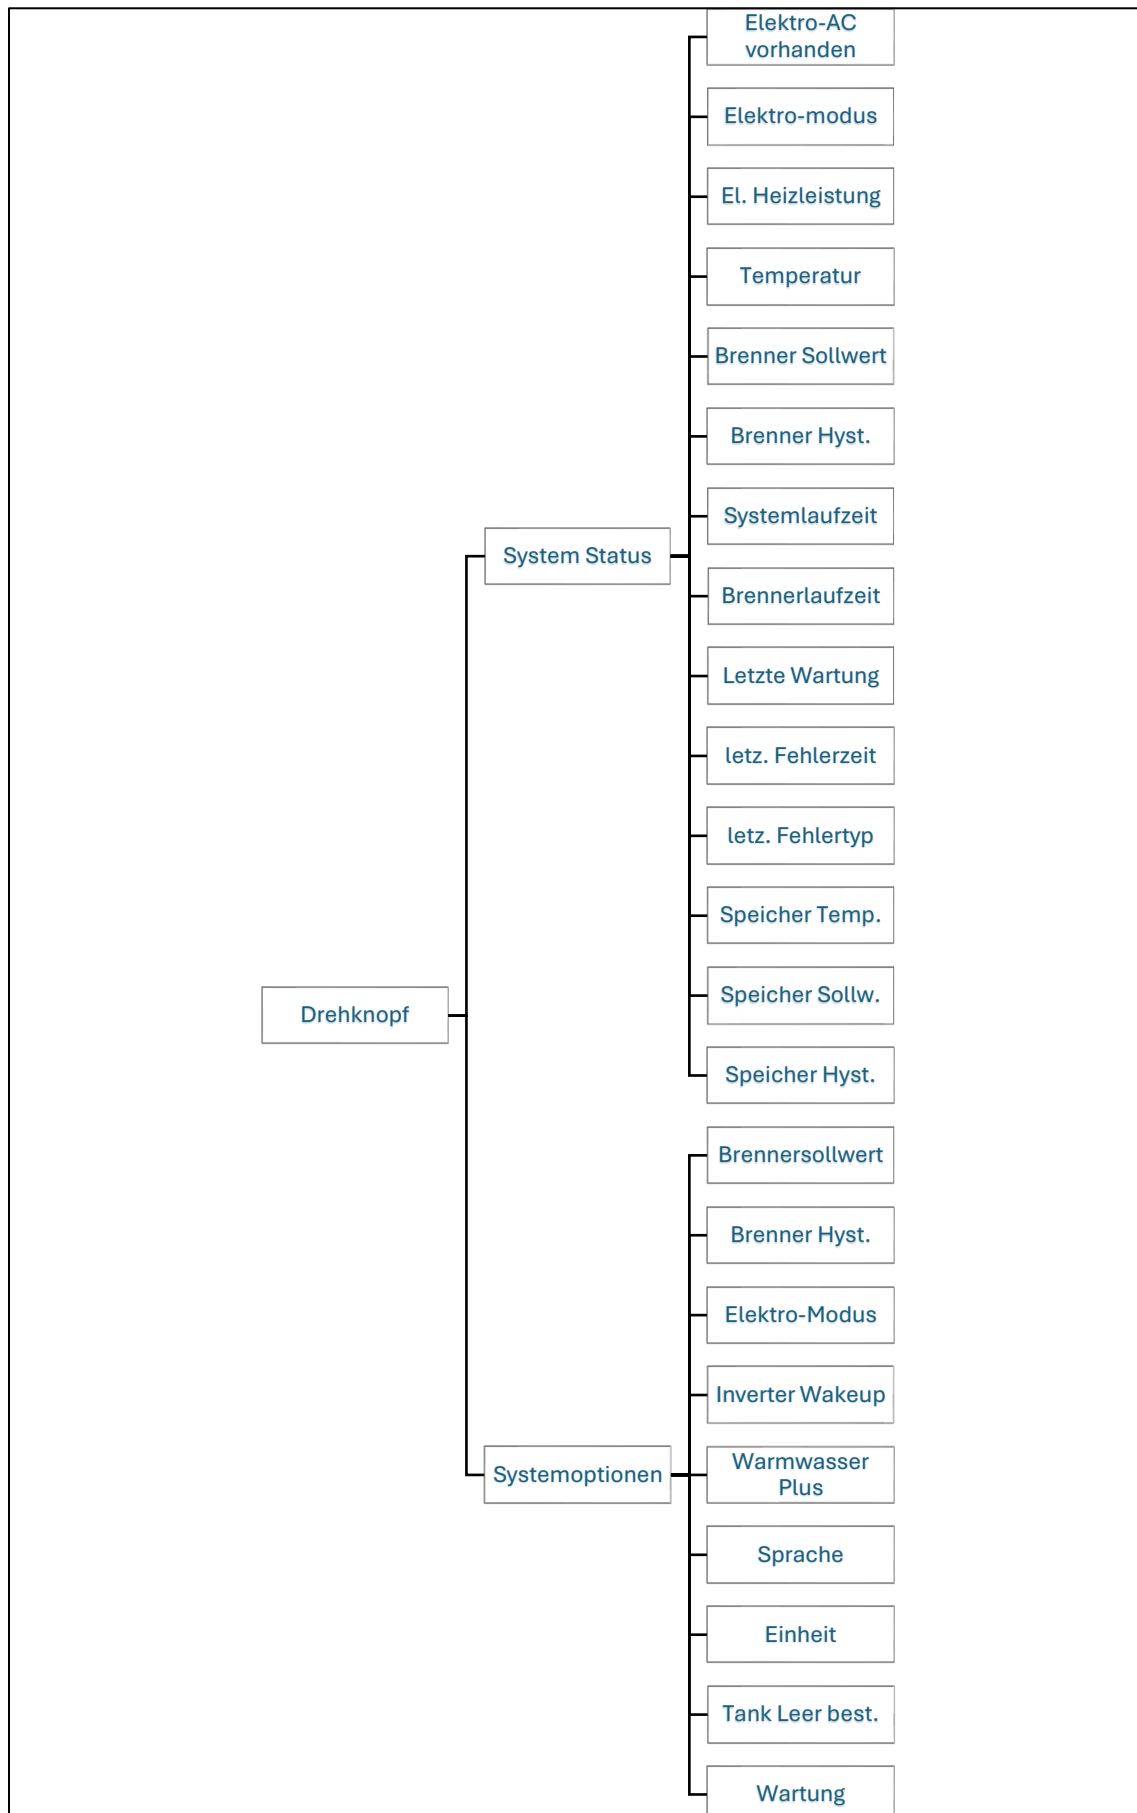 Elektro-AC
vorhanden
Elektro-modus
El. Heizleistung
Temperatur
Brenner Sollwert
Brenner Hyst.
Systemlaufzeit
System Status
Brennerlaufzeit
Letzte Wartung
letz. Fehlerzeit
letz. Fehlertyp
Speicher Temp.
Speicher Sollw.
Drehknopf
Speicher Hyst.
Brennersollwert
Brenner Hyst.
Elektro-Modus
Inverter Wakeup
Systemoptionen
Warmwasser
Plus
Sprache
Einheit
Tank Leer best.
Wartung